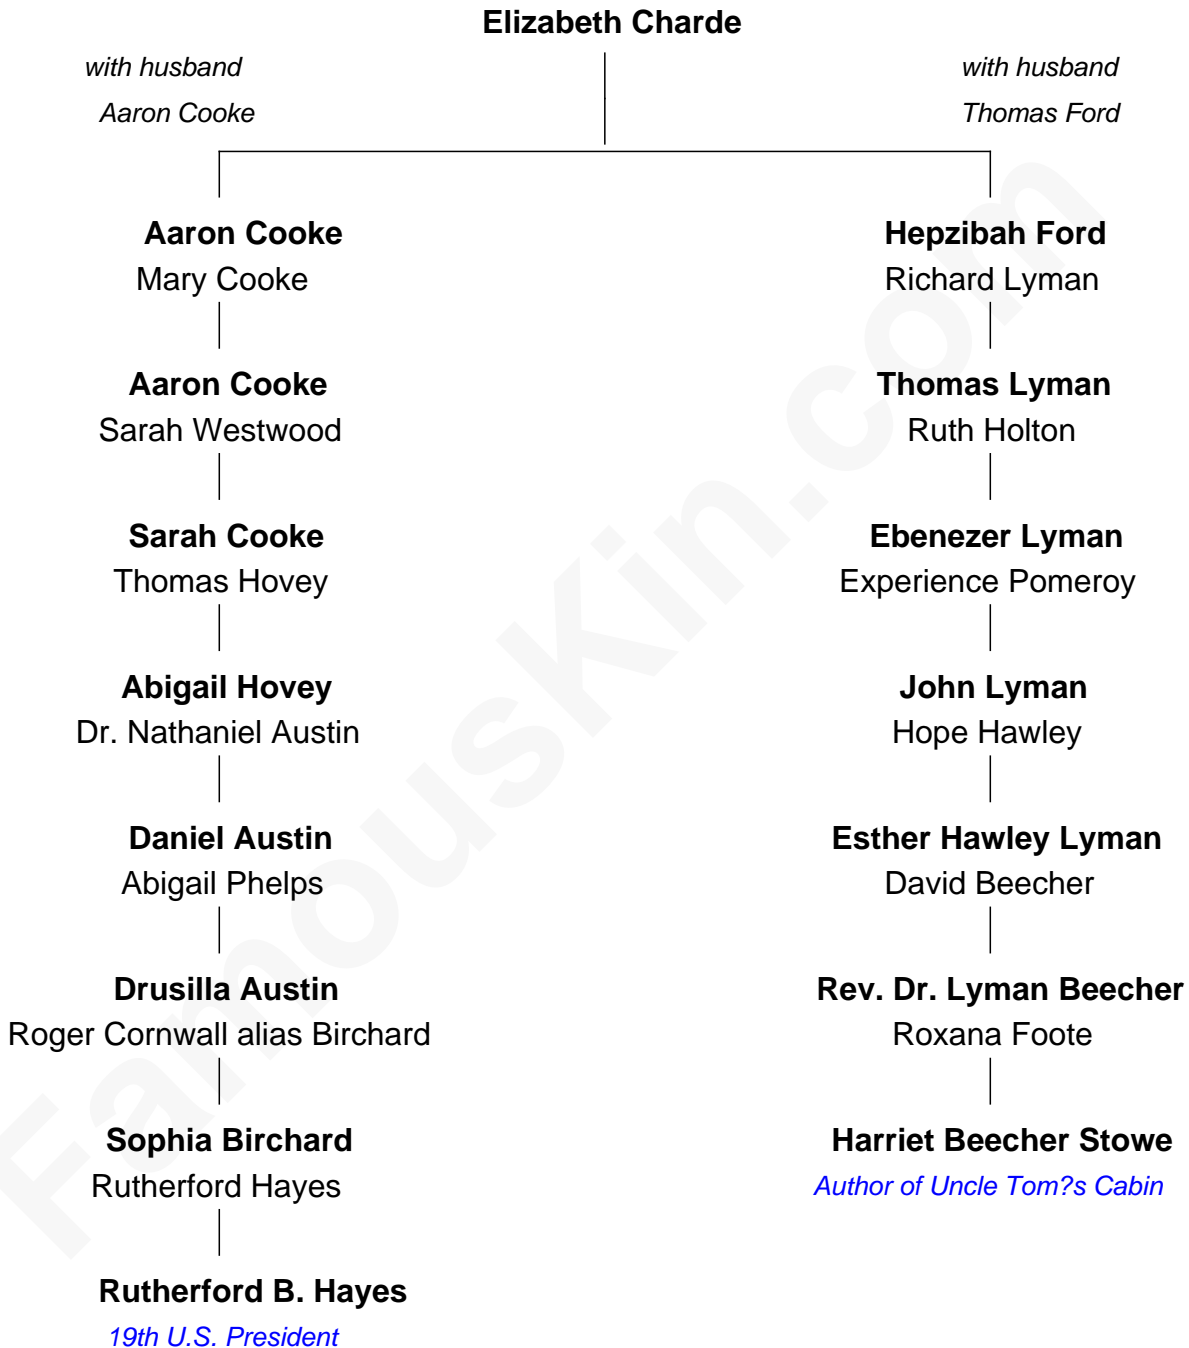 Elizabeth Charde
with husband
Aaron Cooke
with husband
Thomas Ford
Aaron Cooke
Mary Cooke
Hepzibah Ford
Richard Lyman
Aaron Cooke
Sarah Westwood
Thomas Lyman
Ruth Holton
Sarah Cooke
Thomas Hovey
Ebenezer Lyman
Experience Pomeroy
Abigail Hovey
Dr. Nathaniel Austin
John Lyman
Hope Hawley
Daniel Austin
Abigail Phelps
Esther Hawley Lyman
David Beecher
Drusilla Austin
Roger Cornwall alias Birchard
Rev. Dr. Lyman Beecher
Roxana Foote
Sophia Birchard
Rutherford Hayes
Harriet Beecher Stowe
Author of Uncle Tom?s Cabin
Rutherford B. Hayes
19th U.S. President
FamousKin.com